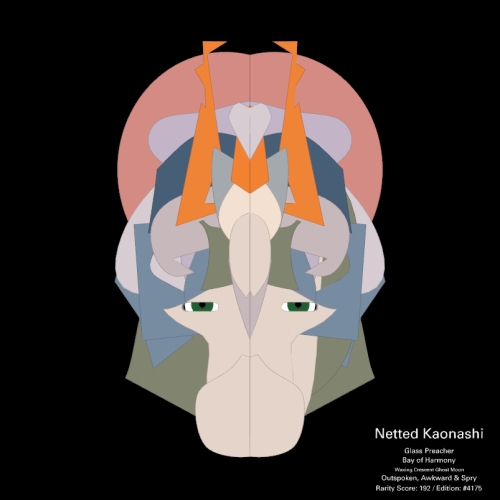 Netted Kaonashi
Glass Preacher
Bay of Harmony
Waxing Crescent Ghost Moon
Outspoken, Awkward & Spry
Rarity Score: 192 / Edition: #4175